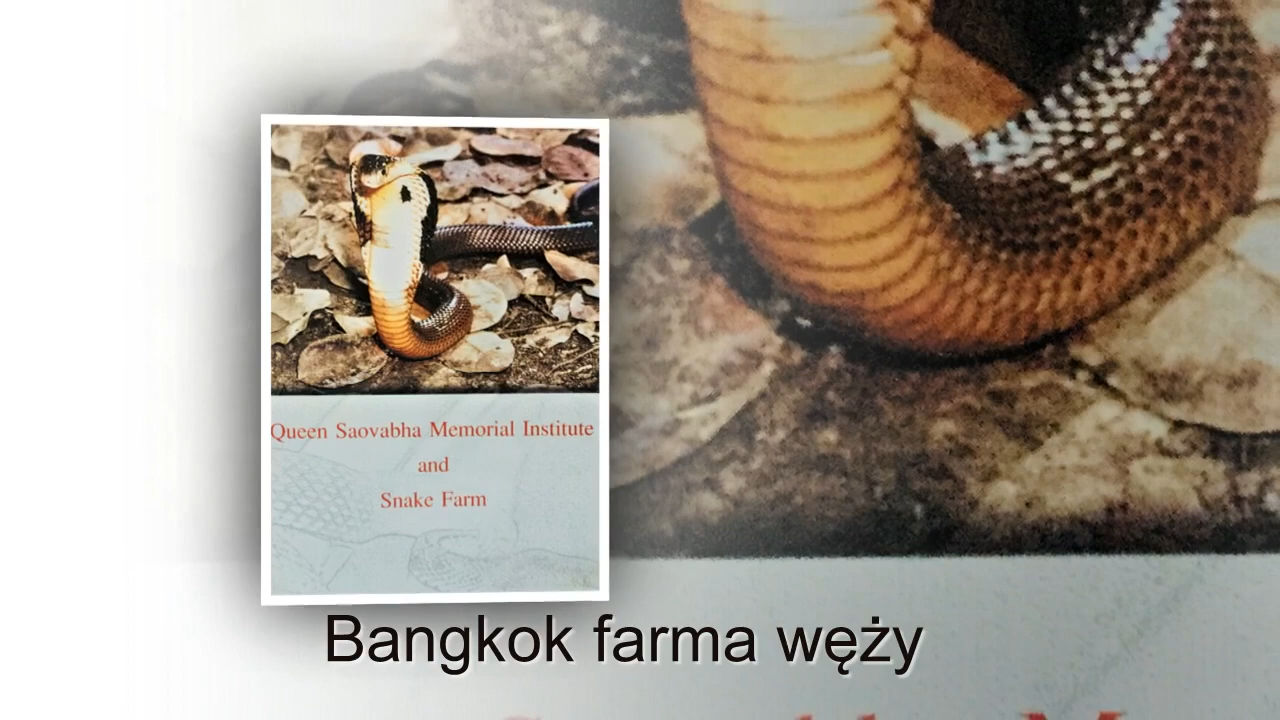 Queen Saovabha Memorial Institute
and
Snake Farm
Bangkok farma węży